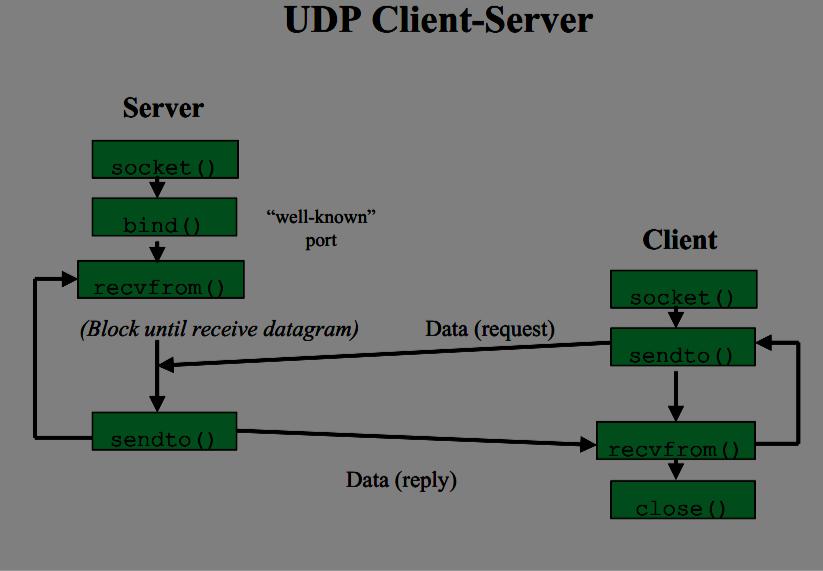 UDP Client-Server
Server
socket()
bind()
“well-known”
port
recvfrom()
(Block until receive datagram)
sendto()
Data (request)
Data (reply)
Client
socket()
sendto()
recvfrom()
close()